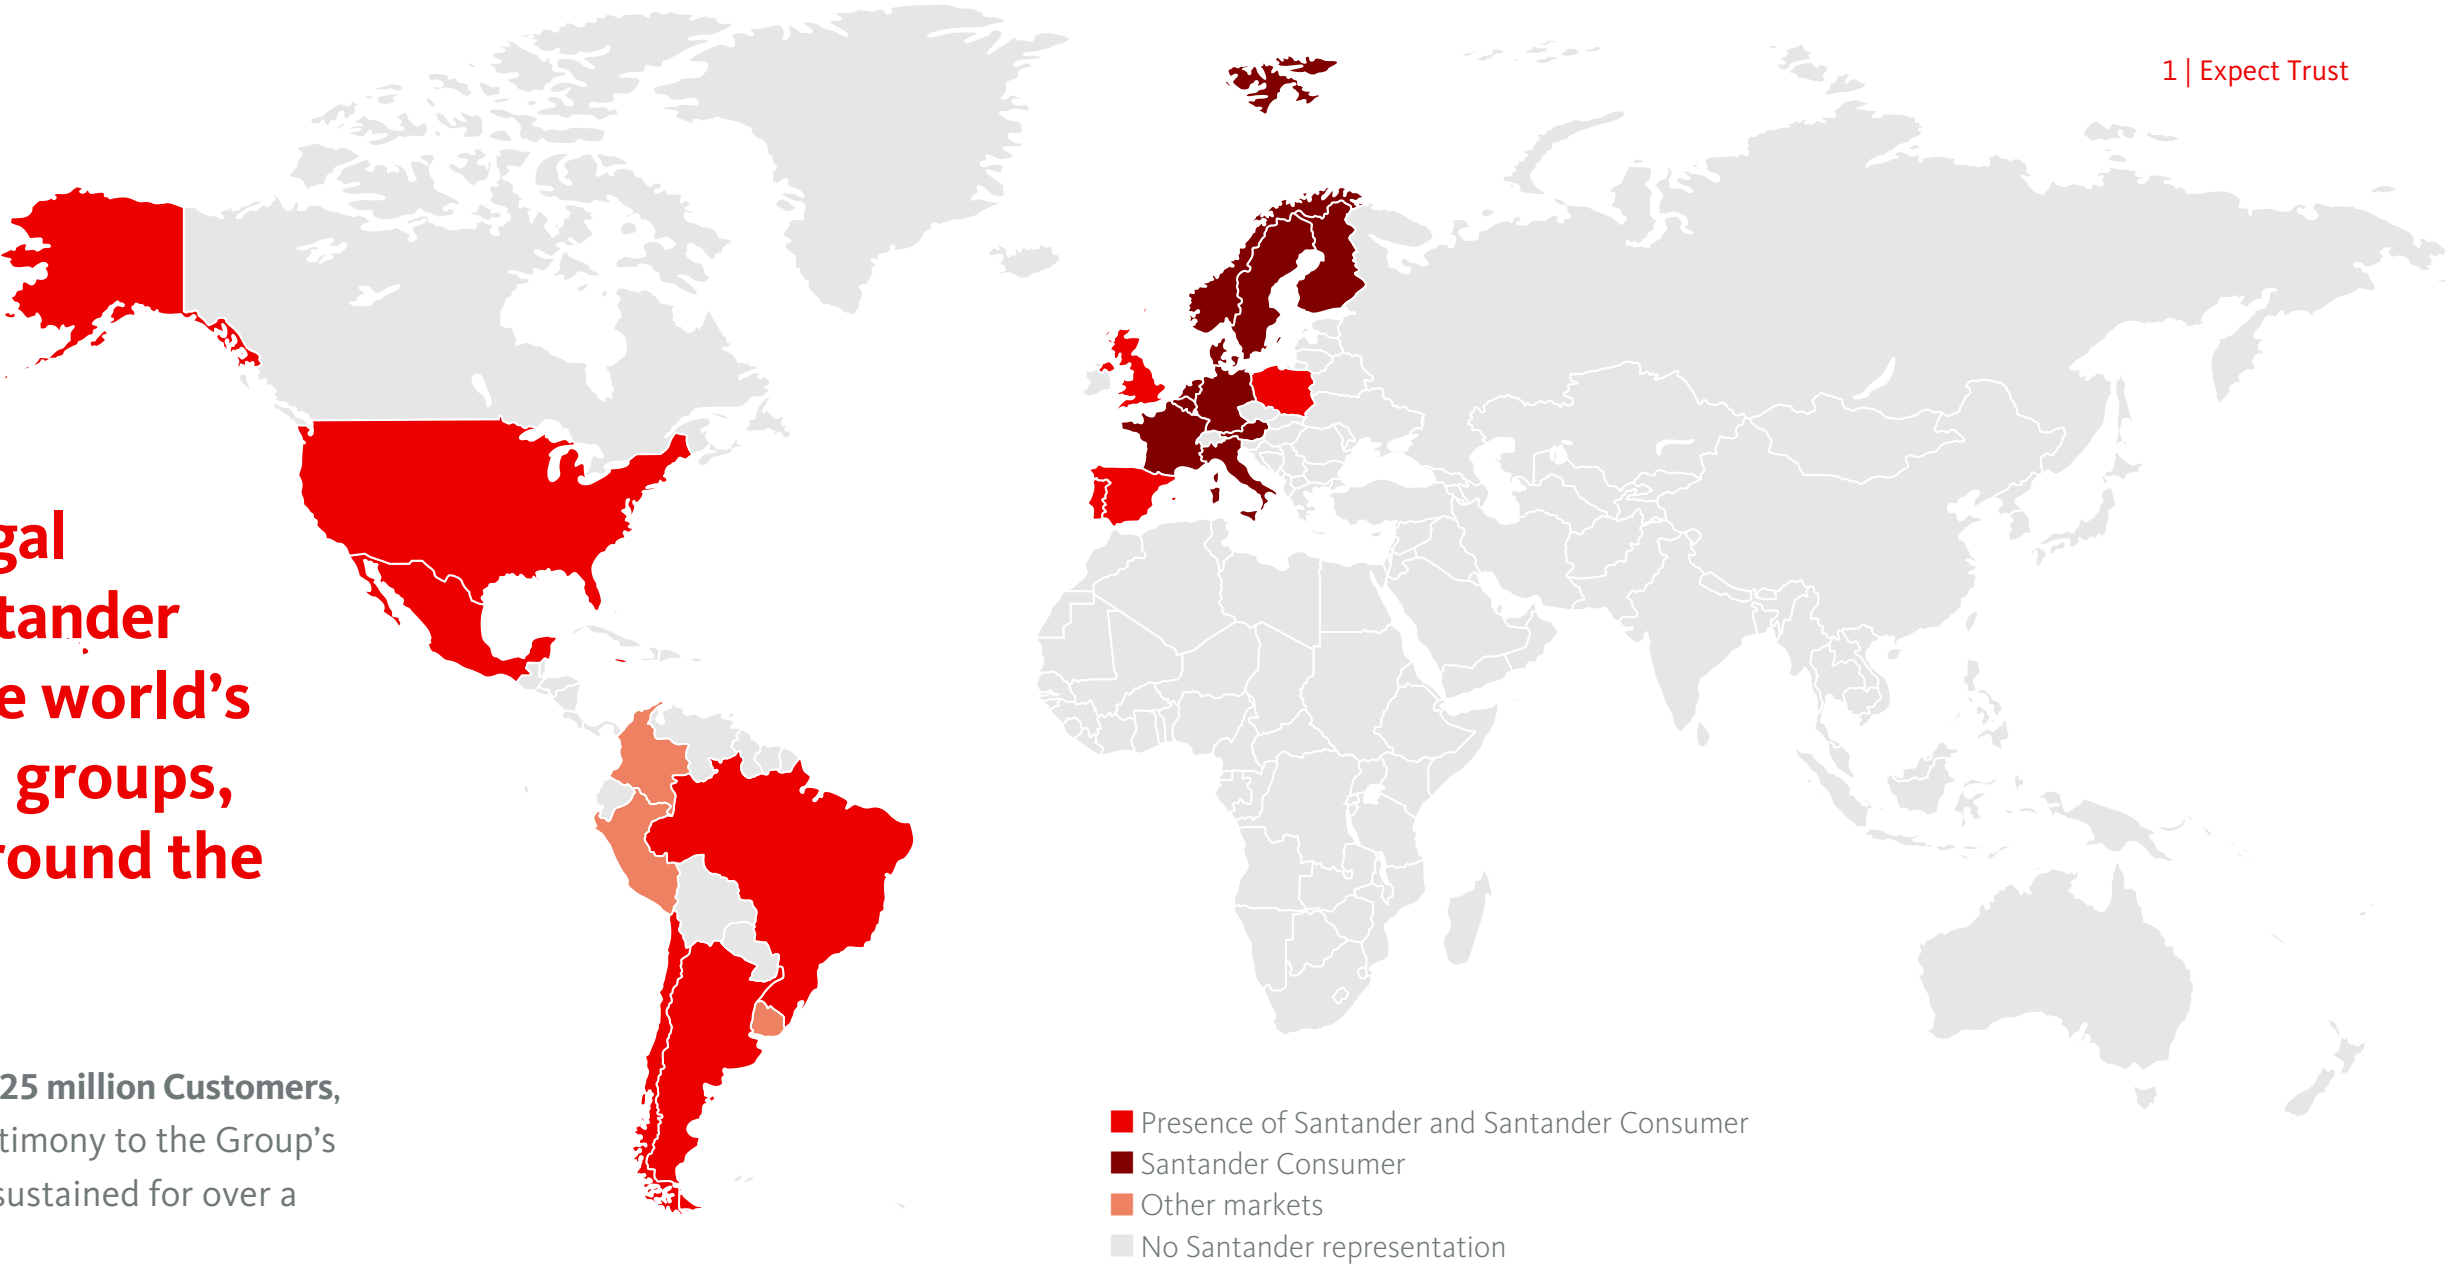 1 | Expect Trust
gal
tander
e world’s
groups,
round the
25 million Customers,
timony to the Group’s
sustained for over a
Presence of Santander and Santander Consumer
Santander Consumer
Other markets
No Santander representation